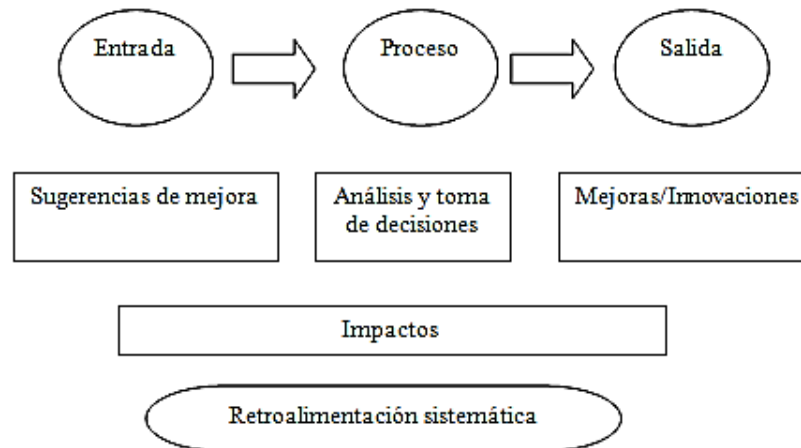 Entrada
Proceso
Salida
Sugerencias de mejora
Análisis y toma
de decisiones
Mejoras/Innovaciones
Impactos
Retroalimentación sistemática